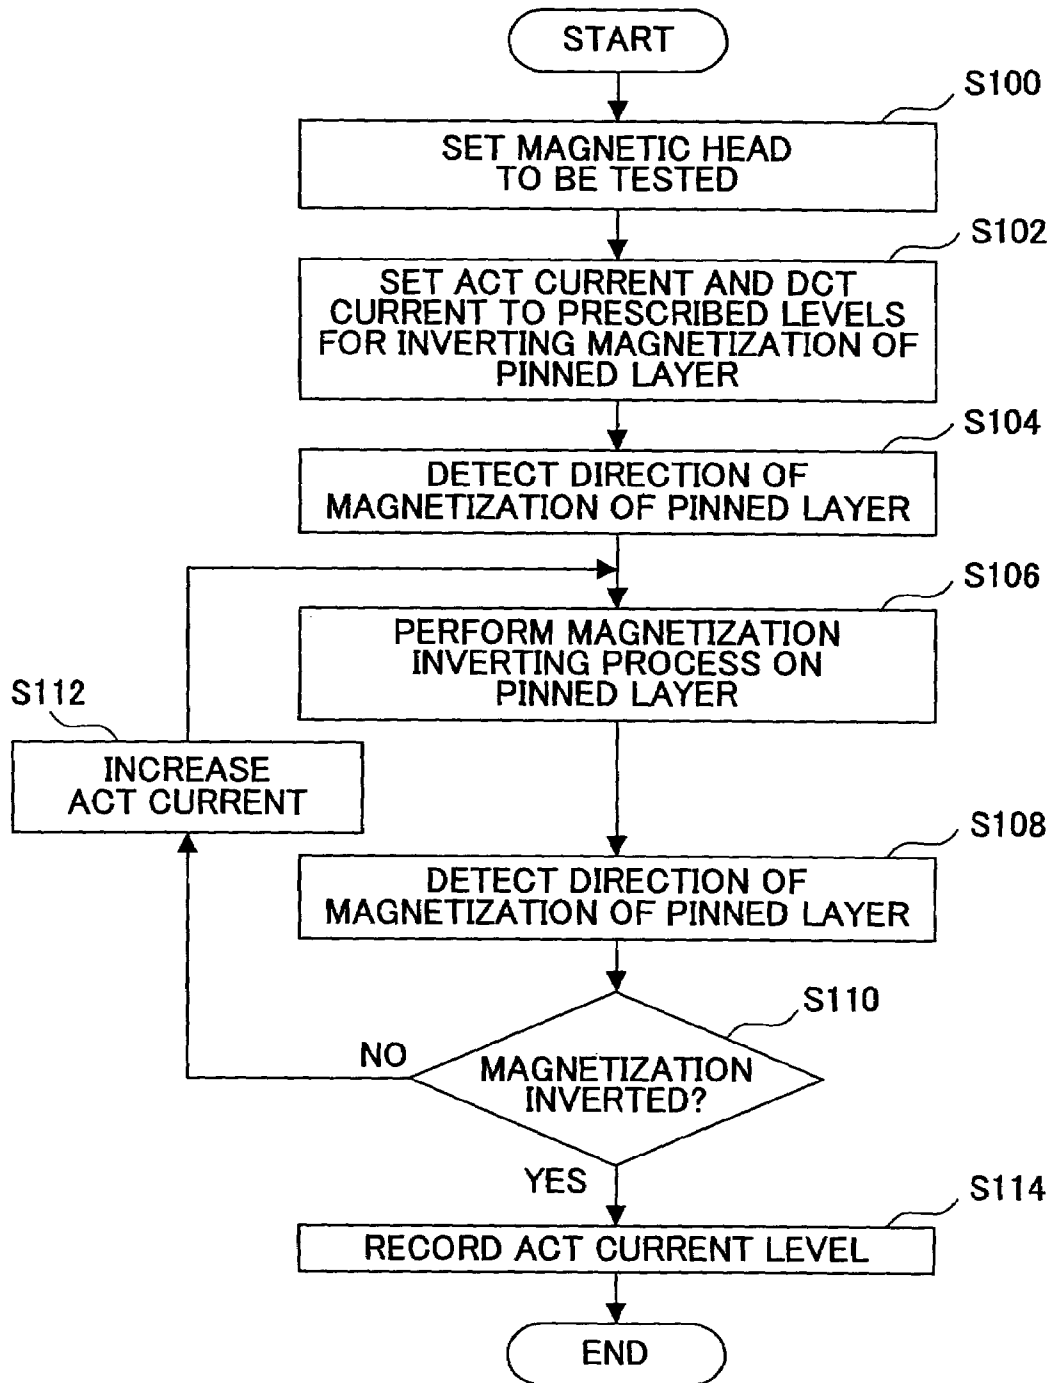 START
S100
SET MAGNETIC HEAD
TO BE TESTED
S102
SET ACT CURRENT AND DCT
CURRENT TO PRESCRIBED LEVELS
FOR INVERTING MAGNETIZATION OF
PINNED LAYER
S104
DETECT DIRECTION OF
MAGNETIZATION OF PINNED LAYER
S106
PERFORM MAGNETIZATION
INVERTING PROCESS ON
PINNED LAYER
S112
INCREASE
ACT CURRENT
S108
DETECT DIRECTION OF
MAGNETIZATION OF PINNED LAYER
S110
NO
MAGNETIZATION
INVERTED?
YES
S114
RECORD ACT CURRENT LEVEL
END